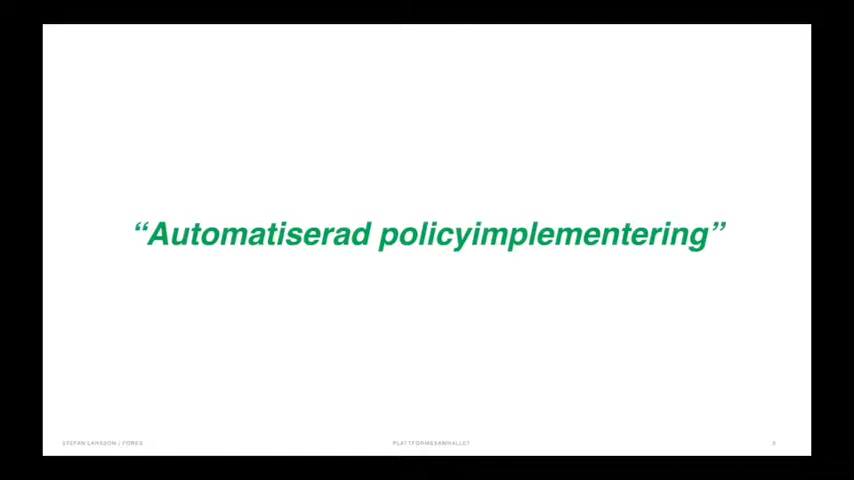 “Automatiserad policyimplementering”
STEFAN LARSSON / FORES
PLATTFORMSSAMHÄLLET